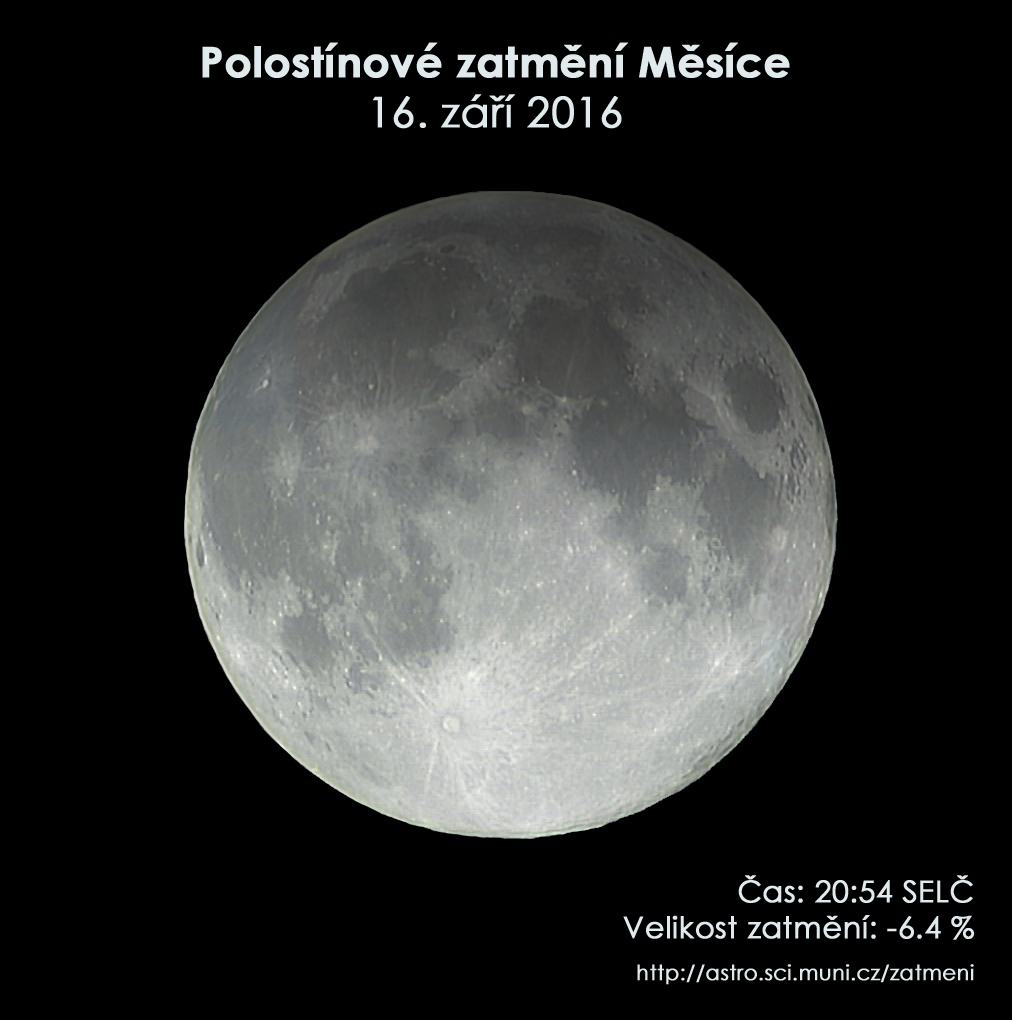 Polostínové zatmění Měsíce
16. září 2016
Čas: 20:54 SELČ
Velikost zatmění: -6.4 %
http://astro.sci.muni.cz/zatmeni